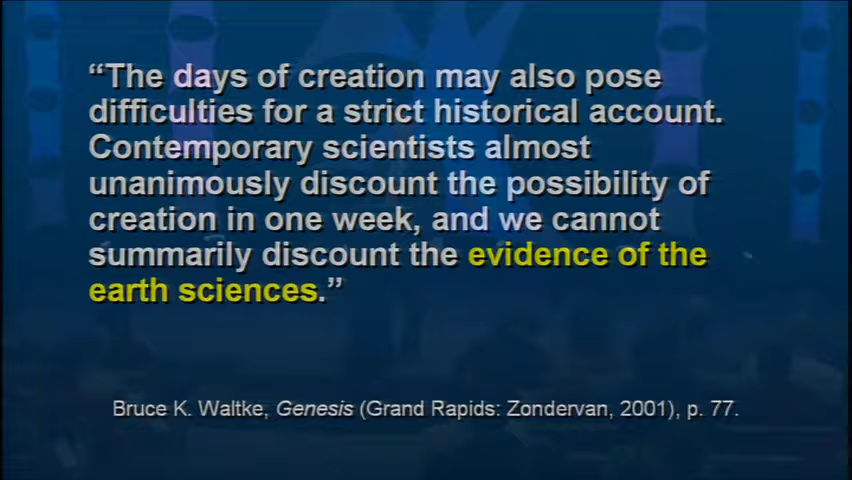 “The days of creation may also pose
difficulties for a strict historical account.
Contemporary scientists almost
unanimously discount the possibility of
creation in one week, and we cannot
summarily discount the evidence of the
earth sciences.”
Bruce K. Waltke, Genesis (Grand Rapids: Zondervan, 2001), p. 77.